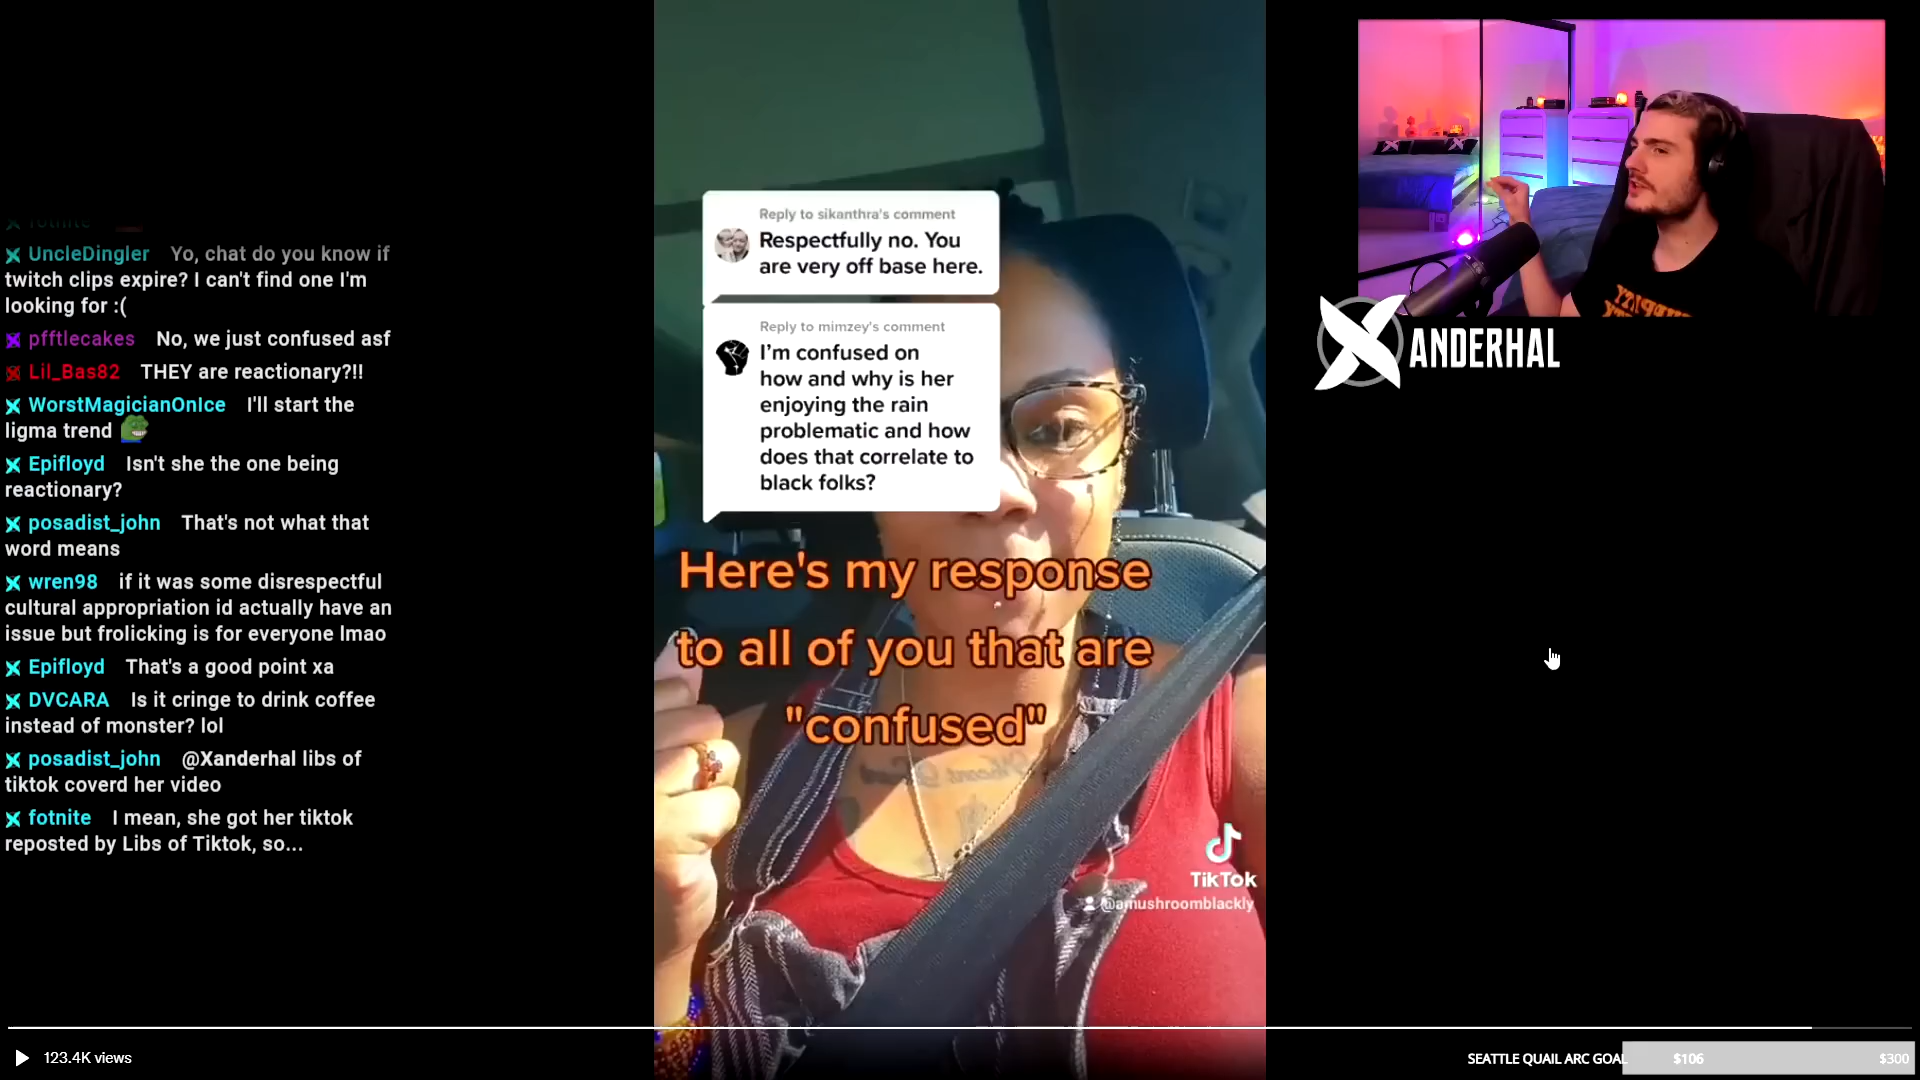 fotnite
UncleDingler Yo, chat do you know if
twitch clips expire? I can't find one I'm
looking for :(
pfftlecakes No, we just confused asf
Lil_Bas82 THEY are reactionary?!!
WorstMagicianOnIce I'll start the
ligma trend
Epifloyd Isn't she the one being
reactionary?
posadist_john That's not what that
word means
wren98 if it was some disrespectful
cultural appropriation id actually have an
issue but frolicking is for everyone lmao
Epifloyd That's a good point xa
DVCARA Is it cringe to drink coffee
instead of monster? lol
posadist_john @Xanderhal libs of
tiktok coverd her video
fotnite I mean, she got her tiktok
reposted by Libs of Tiktok, so...
Reply to sikanthra's comment
Respectfully no. You
are very off base here.
Reply to mimzey's comment
I'm confused on
how and why is her
enjoying the rain
problematic and how
does that correlate to
black folks?
Here's my response
to all of you that are
"confused"
TikTok
@amushroomblackly
XANDERHAL
123.4K views
SEATTLE QUAIL ARC GOAL $106 $300